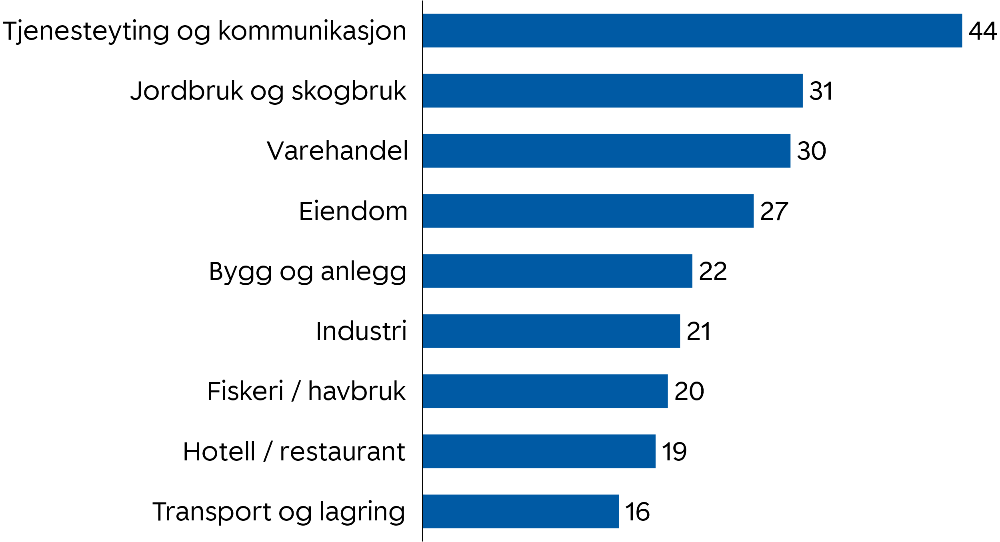 Tjenesteyting og kommunikasjon 44
Jordbruk og skogbruk 31
Varehandel 30
Eiendom 27
Bygg og anlegg 22
Industri 21
Fiskeri / havbruk 20
Hotell / restaurant 19
Transport og lagring 16